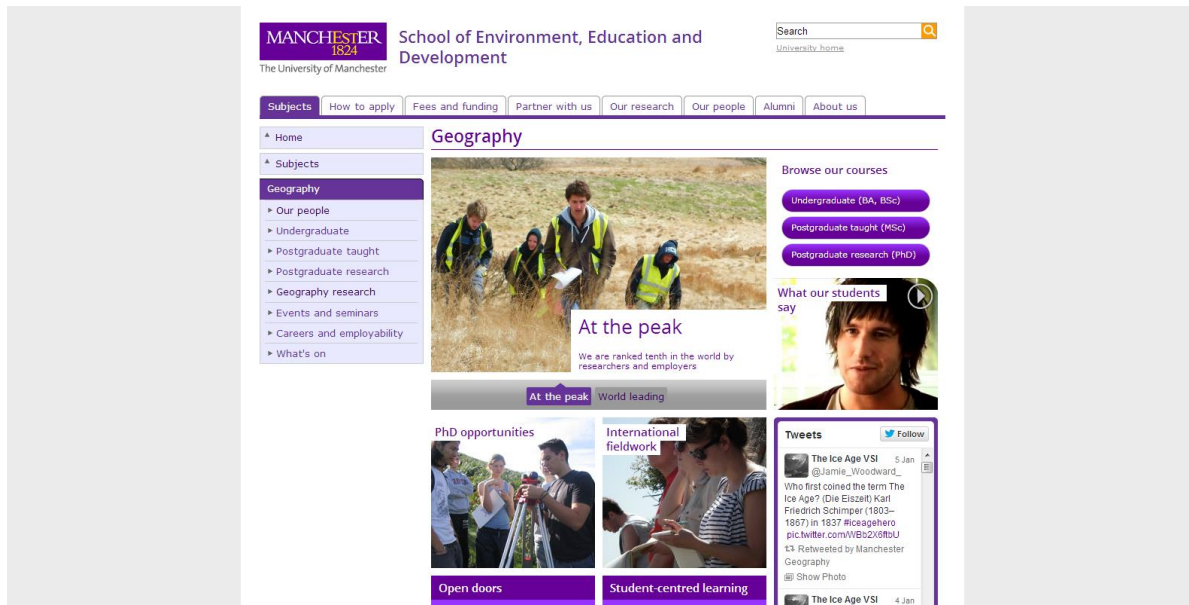 MANCHESTER
1824
The University of Manchester
School of Environment, Education and
Development
Search
University home
Subjects
How to apply
Fees and funding
Partner with us
Our research
Our people
Alumni
About us
Home
Subjects
Geography
Our people
Undergraduate
Postgraduate taught
Postgraduate research
Geography research
Events and seminars
Careers and employability
What's on
Geography
At the peak
We are ranked tenth in the world by
researchers and employers
At the peak
World leading
PhD opportunities
International
fieldwork
Open doors
Student-centred learning
Browse our courses
Undergraduate (BA, BSc)
Postgraduate taught (MSc)
Postgraduate research (PhD)
What our students
say
Tweets
Follow
The Ice Age VSI 5 Jan
@Jamie_Woodward_
Who first coined the term The
Ice Age? (Die Eiszeit) Karl
Friedrich Schimper (1803–
1867) in 1837 #iceagehero
pic.twitter.com/WBb2X6ftbU
Retweeted by Manchester
Geography
Show Photo
The Ice Age VSI 4 Jan